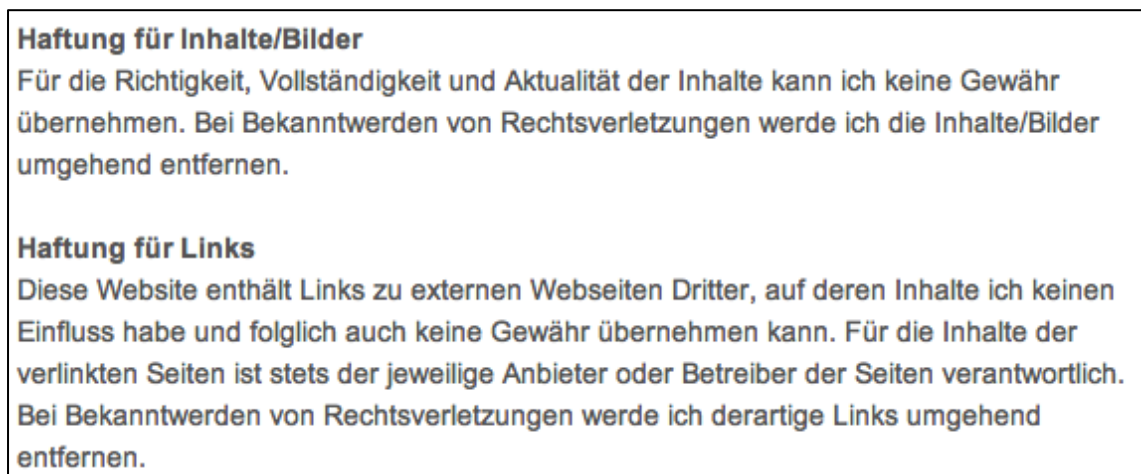 Haftung für Inhalte/Bilder
Für die Richtigkeit, Vollständigkeit und Aktualität der Inhalte kann ich keine Gewähr
übernehmen. Bei Bekanntwerden von Rechtsverletzungen werde ich die Inhalte/Bilder
umgehend entfernen.
Haftung für Links
Diese Website enthält Links zu externen Webseiten Dritter, auf deren Inhalte ich keinen
Einfluss habe und folglich auch keine Gewähr übernehmen kann. Für die Inhalte der
verlinkten Seiten ist stets der jeweilige Anbieter oder Betreiber der Seiten verantwortlich.
Bei Bekanntwerden von Rechtsverletzungen werde ich derartige Links umgehend
entfernen.